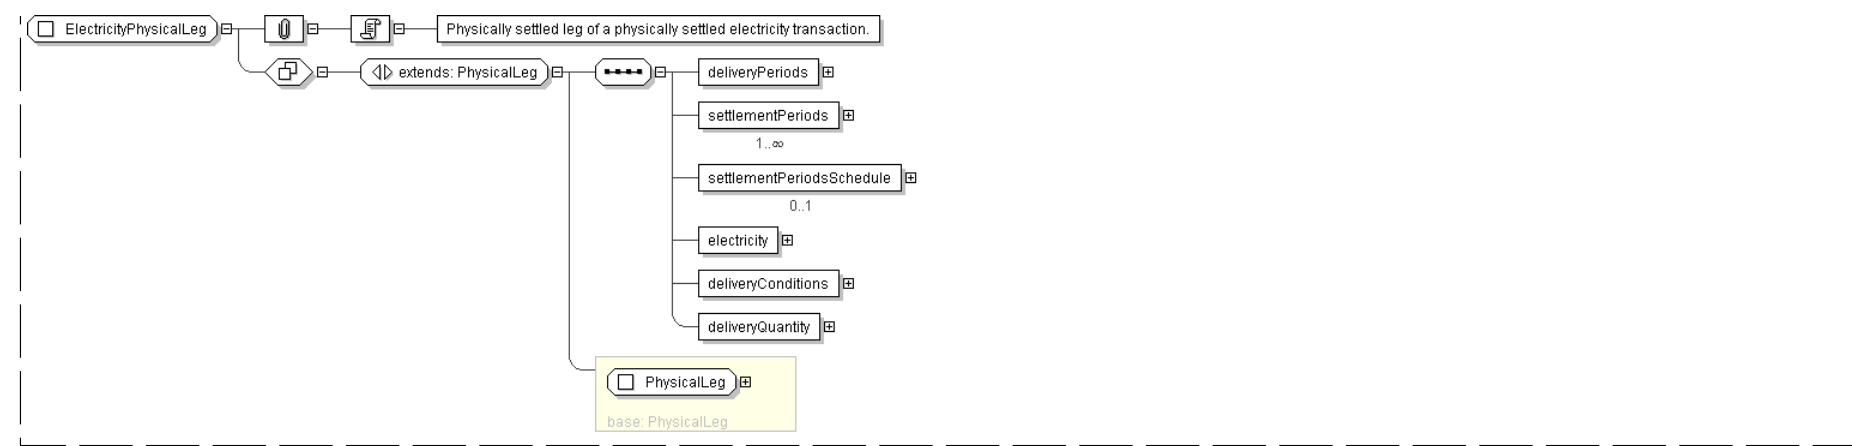 ElectricityPhysicalLeg
Physically settled leg of a physically settled electricity transaction.
extends: PhysicalLeg
deliveryPeriods
settlementPeriods
1..∞
settlementPeriodsSchedule
0..1
electricity
deliveryConditions
deliveryQuantity
PhysicalLeg
base: PhysicalLeg